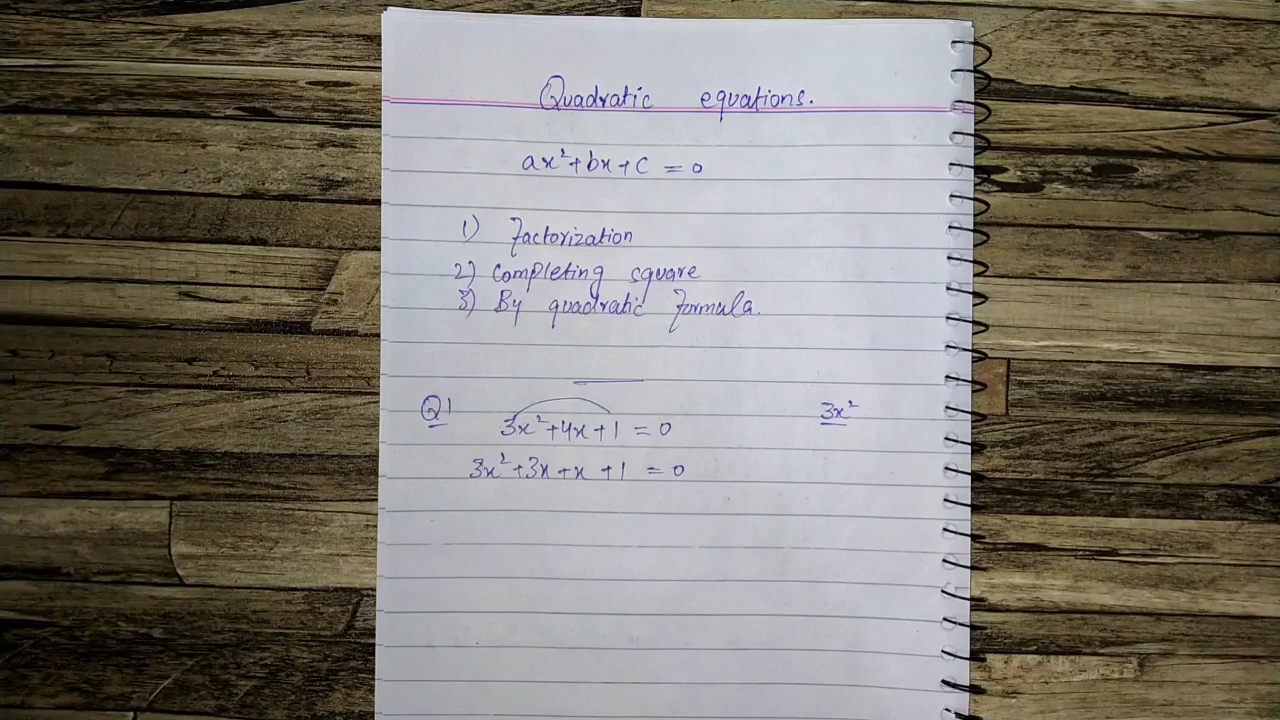 Quadratic equations.
ax²+bx+c = 0
1) Factorization
2) Completing square
3) By quadratic formula.
Q1 3x²+4x+1 = 0 3x²
3x²+3x+x+1 = 0